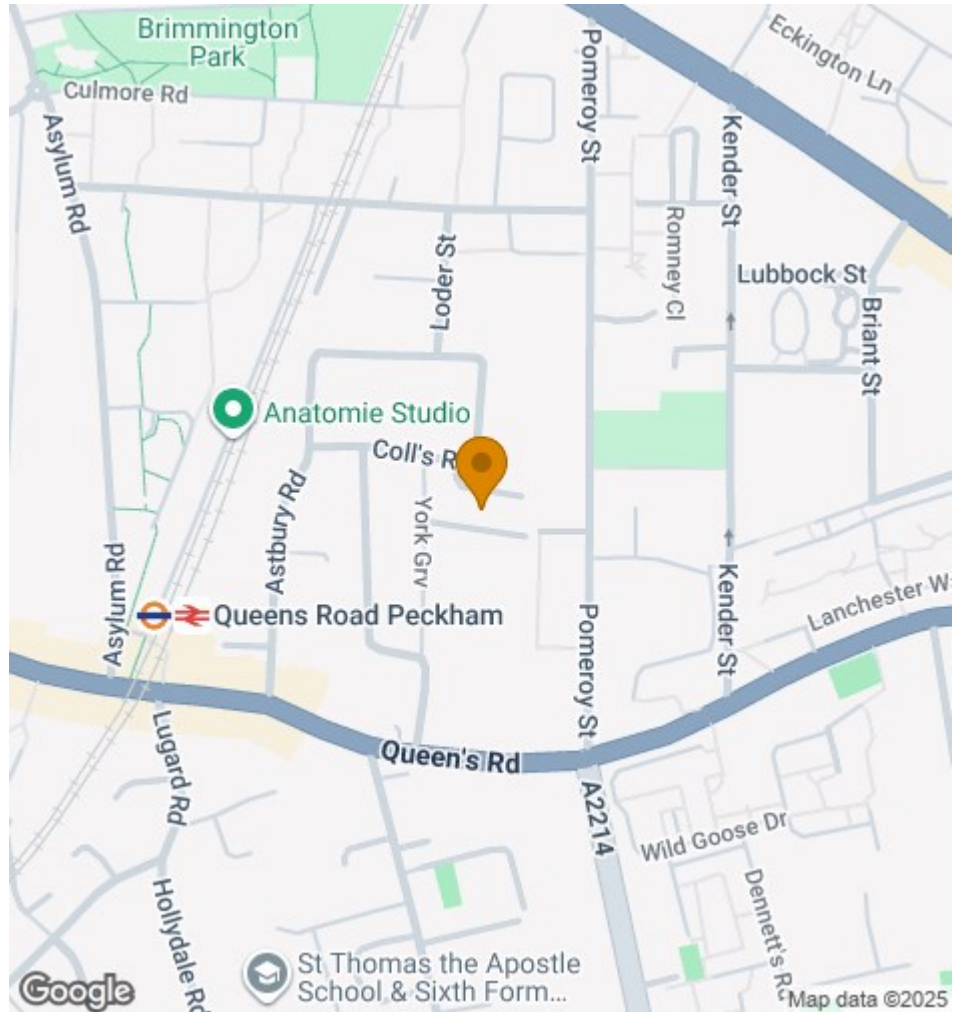 Brimmington
Park
Culmore Rd
Eckington Ln
Pomeroy St
Kender St
Asylum Rd
Romney Cl
Loder St
Lubbock St
Briant St
Anatomie Studio
Coll's R
York Grv
Astbury Rd
Asylum Rd
Queens Road Peckham
Kender St
Lanchester W
Pomeroy St
Queen's Rd
Lugard Rd
A2214
Wild Goose Dr
Dennett's Rd
Hollydale Rd
St Thomas the Apostle
School & Sixth Form...
Google
Map data ©2025